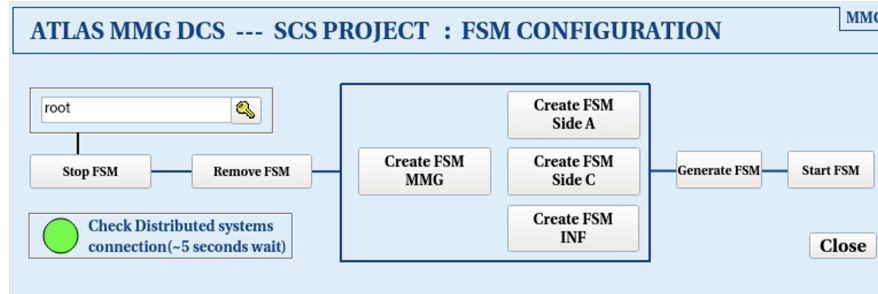 ATLAS MMG DCS --- SCS PROJECT : FSM CONFIGURATION
MMG
root
Stop FSM
Remove FSM
Create FSM
MMG
Create FSM
Side A
Create FSM
Side C
Create FSM
INF
Generate FSM
Start FSM
Check Distributed systems
connection(~5 seconds wait)
Close